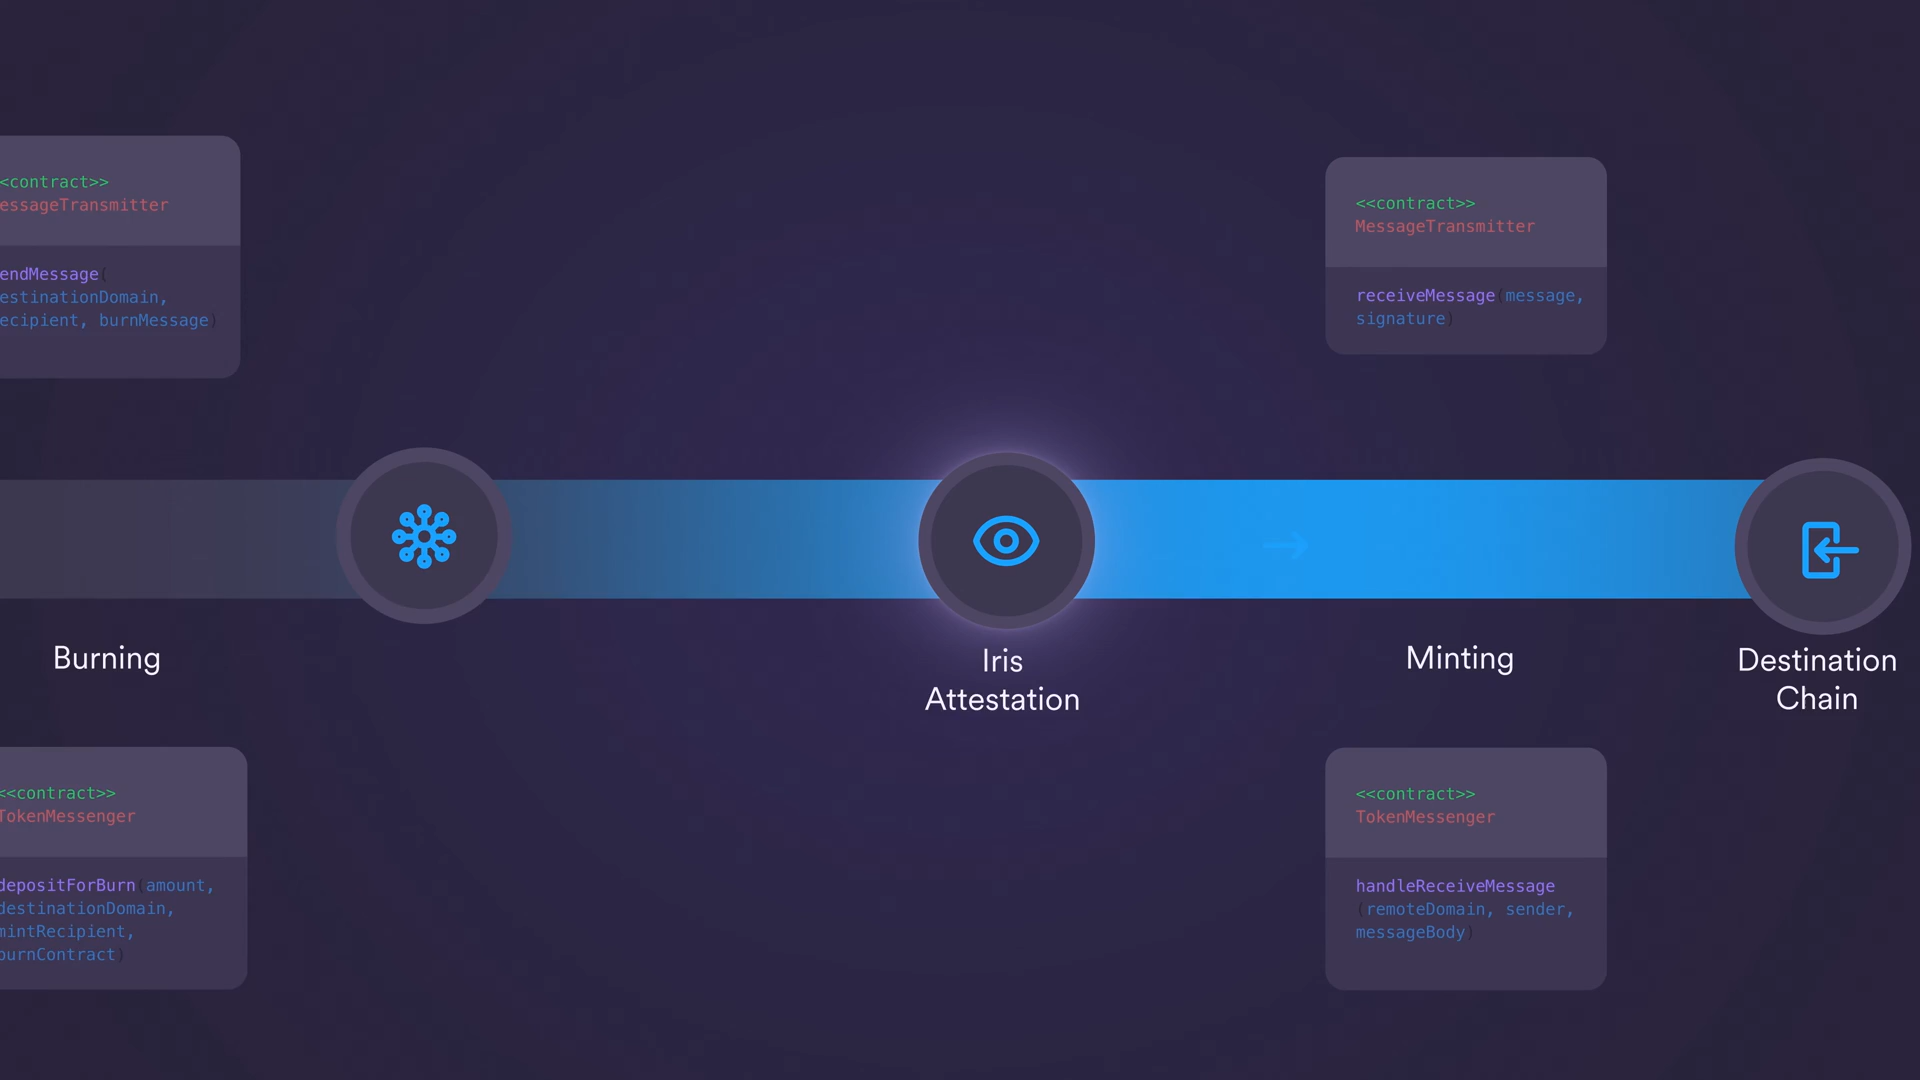 <<contract>>
essageTransmitter
endMessage(
estinationDomain,
ecipient, burnMessage)
Burning
<<contract>>
TokenMessenger
depositForBurn(amount,
destinationDomain,
mintRecipient,
burnContract)
Iris
Attestation
<<contract>>
MessageTransmitter
receiveMessage(message,
signature)
Minting
<<contract>>
TokenMessenger
handleReceiveMessage
(remoteDomain, sender,
messageBody)
Destination
Chain